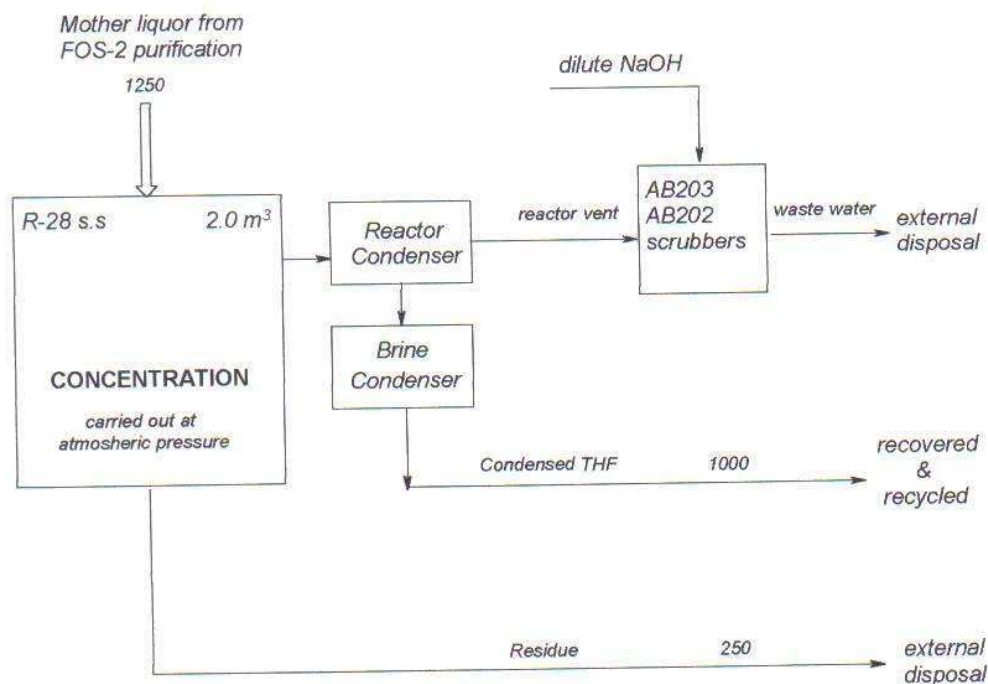 Mother liquor from
FOS-2 purification
1250
dilute NaOH
R-28 s.s 2.0 m³
Reactor
Condenser
reactor vent
AB203
AB202
scrubbers
waste water
external
disposal
Brine
Condenser
CONCENTRATION
carried out at
atmosheric pressure
Condensed THF 1000
recovered
&
recycled
Residue 250
external
disposal